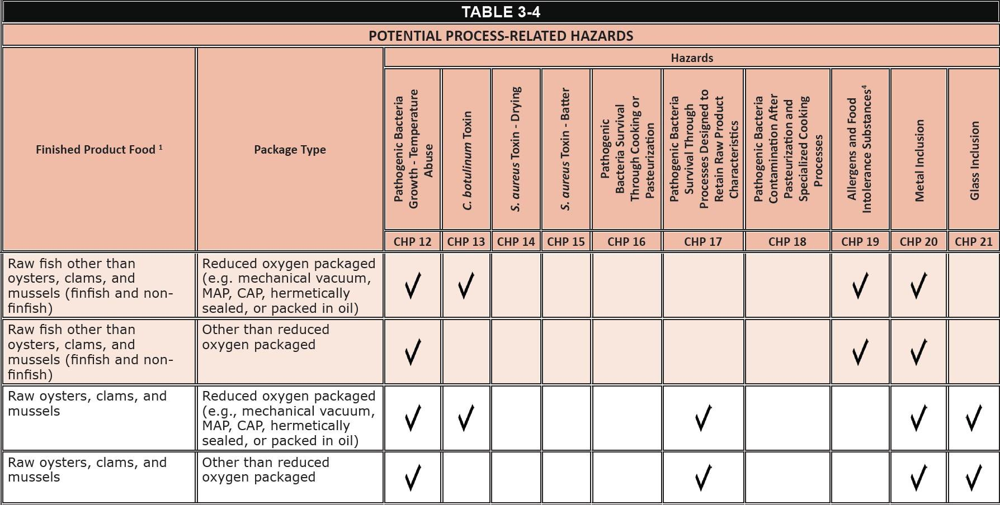 TABLE 3-4
POTENTIAL PROCESS-RELATED HAZARDS
Finished Product Food 1
Package Type
Hazards
Pathogenic Bacteria
Growth - Temperature
Abuse
C. botulinum Toxin
S. aureus Toxin - Drying
S. aureus Toxin - Batter
Pathogenic
Bacteria Survival
Through Cooking or
Pasteurization
Pathogenic Bacteria
Survival Through
Processes Designed to
Retain Raw Product
Characteristics
Pathogenic Bacteria
Contamination After
Pasteurization and
Specialized Cooking
Processes
Allergens and Food
Intolerance Substances4
Metal Inclusion
Glass Inclusion
CHP 12
CHP 13
CHP 14
CHP 15
CHP 16
CHP 17
CHP 18
CHP 19
CHP 20
CHP 21
Raw fish other than
oysters, clams, and
mussels (finfish and non-
finfish)
Reduced oxygen packaged
(e.g. mechanical vacuum,
MAP, CAP, hermetically
sealed, or packed in oil)
Raw fish other than
oysters, clams, and
mussels (finfish and non-
finfish)
Other than reduced
oxygen packaged
Raw oysters, clams, and
mussels
Reduced oxygen packaged
(e.g., mechanical vacuum,
MAP, CAP, hermetically
sealed, or packed in oil)
Raw oysters, clams, and
mussels
Other than reduced
oxygen packaged